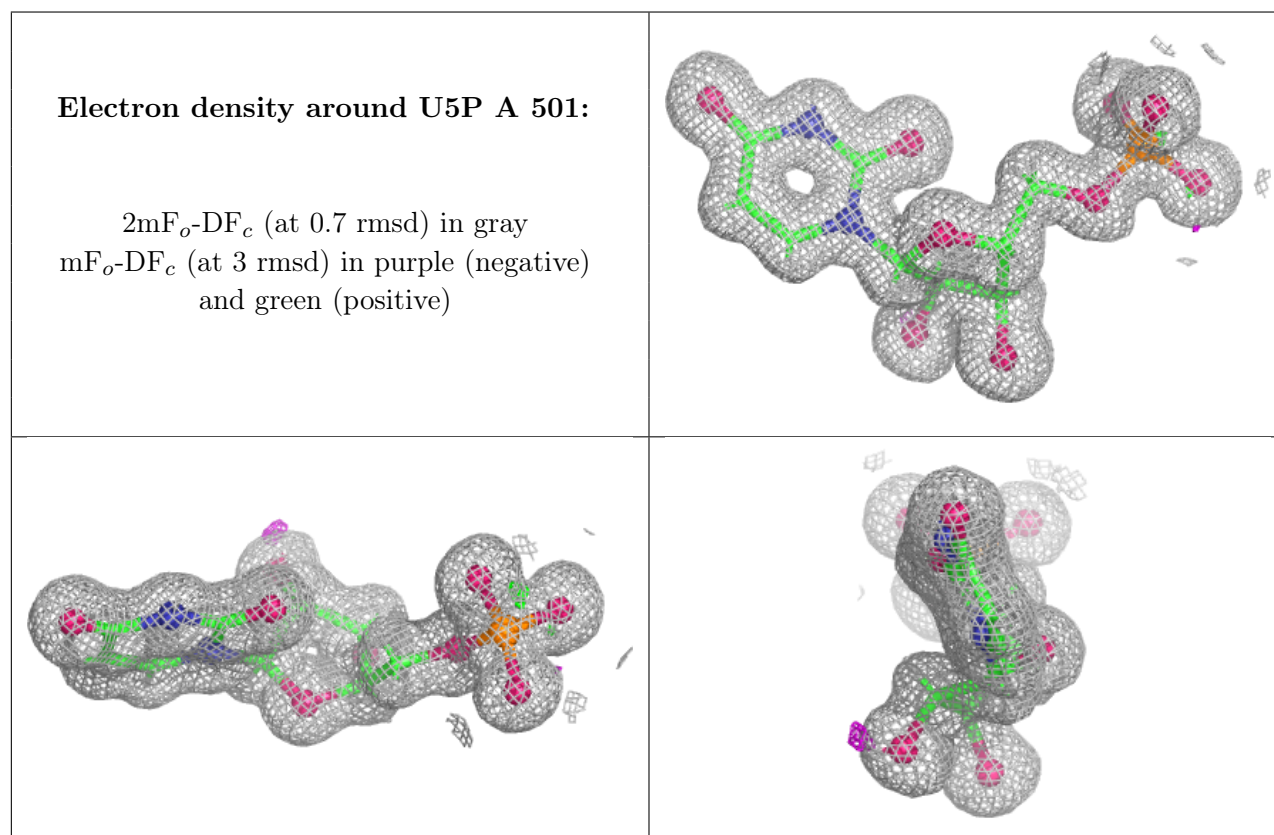 Electron density around U5P A 501:
2mFo-DFc (at 0.7 rmsd) in gray
mFo-DFc (at 3 rmsd) in purple (negative)
and green (positive)